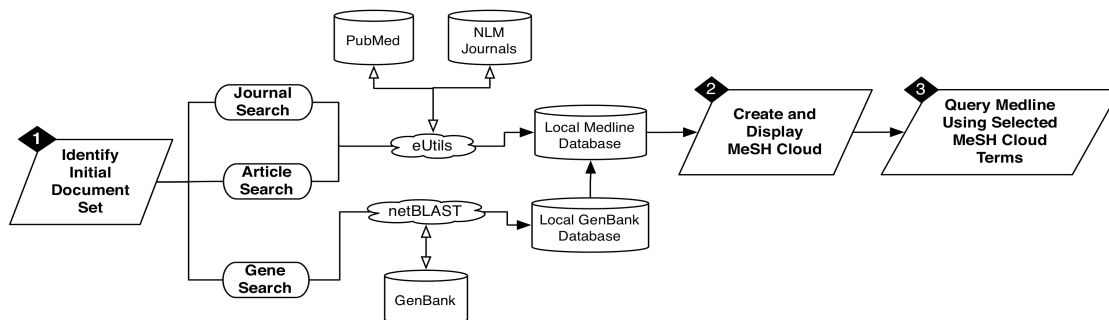 PubMed
NLM
Journals
1
Identify
Initial
Document
Set
Journal
Search
Article
Search
Gene
Search
eUtils
netBLAST
GenBank
Local Medline
Database
Local GenBank
Database
2
Create and
Display
MeSH Cloud
3
Query Medline
Using Selected
MeSH Cloud
Terms